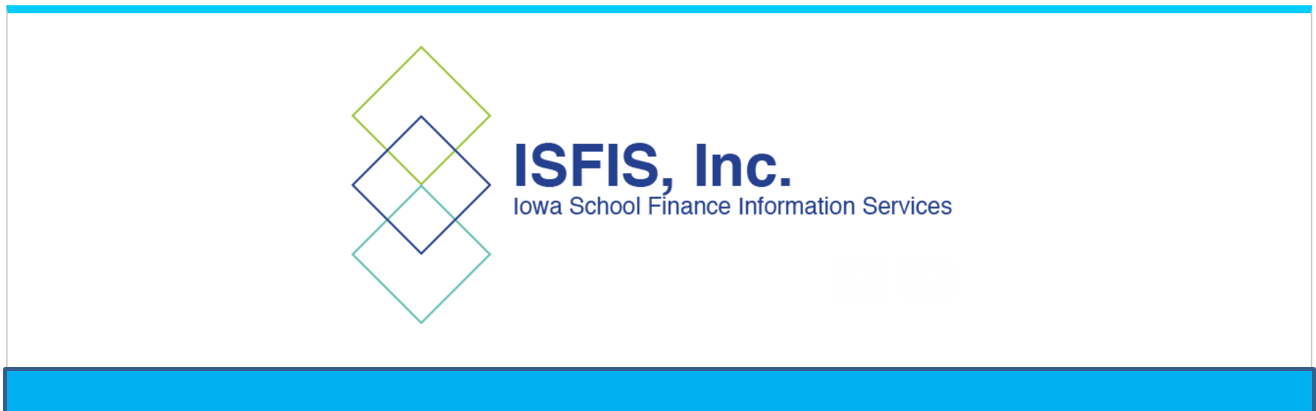 ISFIS, Inc.
Iowa School Finance Information Services